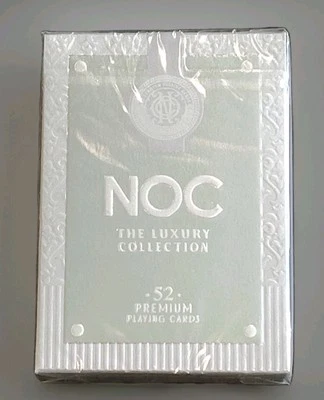 NOC
THE LUXURY
COLLECTION
·52·
PREMIUM
PLAYING CARDS